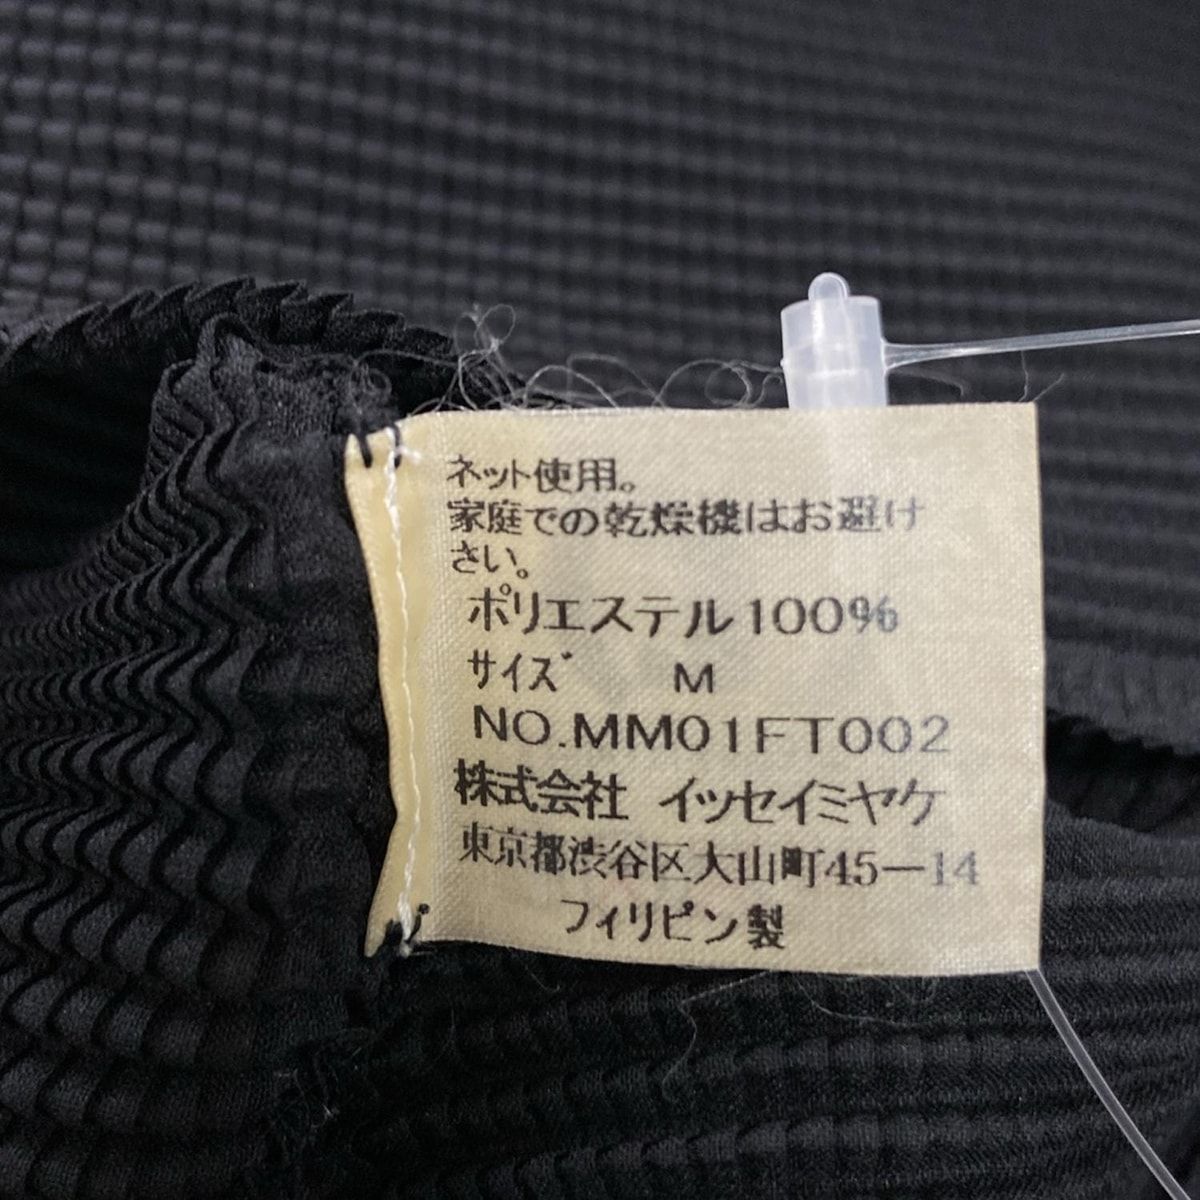 ネット使用。
家庭での乾燥機はお避け
さい。
ポリエステル100%
サイズ M
NO.MM01FT002
株式会社 イッセイミヤケ
東京都渋谷区大山町45－14
フィリピン製